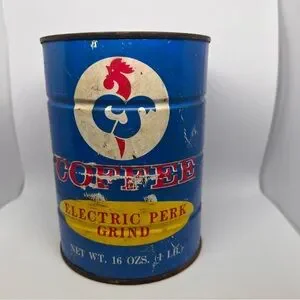 COFFEE
ELECTRIC PERK
GRIND
NET WT. 16 OZS. (1 LB.)